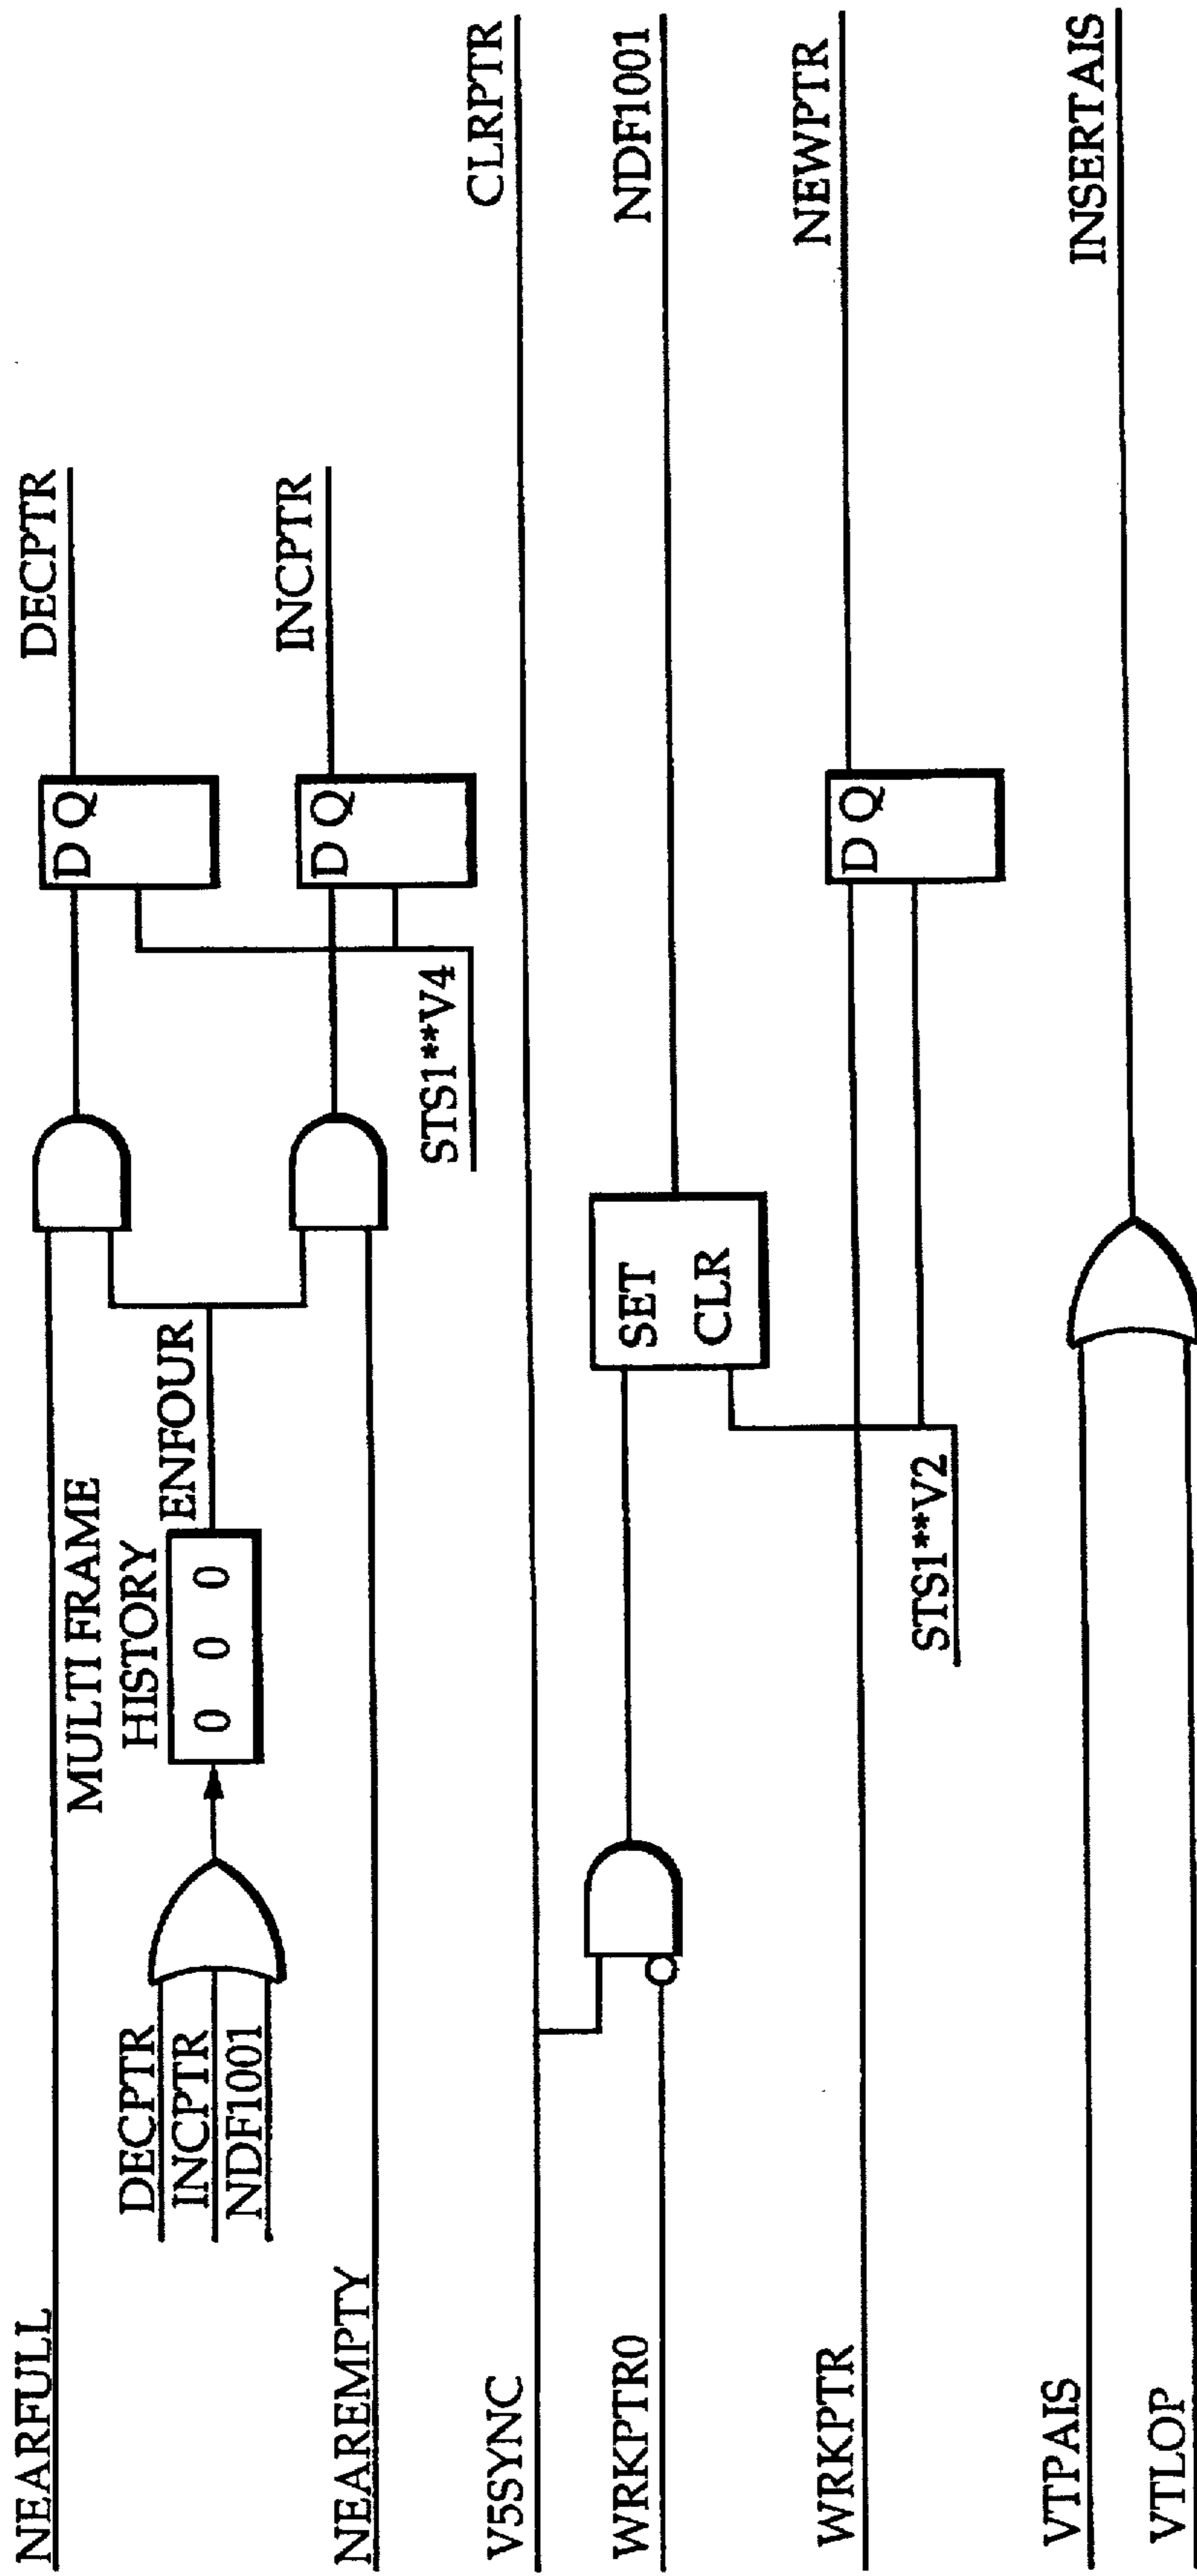 NEARFULL
MULTI FRAME
HISTORY
0 0 0
ENFOUR
DECPTR
INCPTR
NDF1001
NEAREMPTY
D Q
DECPTR
D Q
INCPTR
STS1**V4
V5SYNC
CLRPTR
WRKPTR0
SET
CLR
NDF1001
WRKPTR
STS1**V2
D Q
NEWPTR
VTPAIS
VTLOP
INSERTAIS